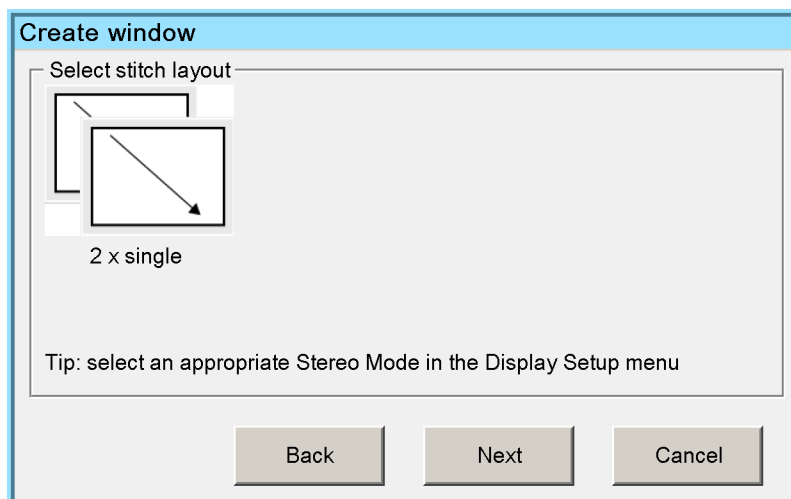 Create window
Select stitch layout
2 x single
Tip: select an appropriate Stereo Mode in the Display Setup menu
Back Next Cancel